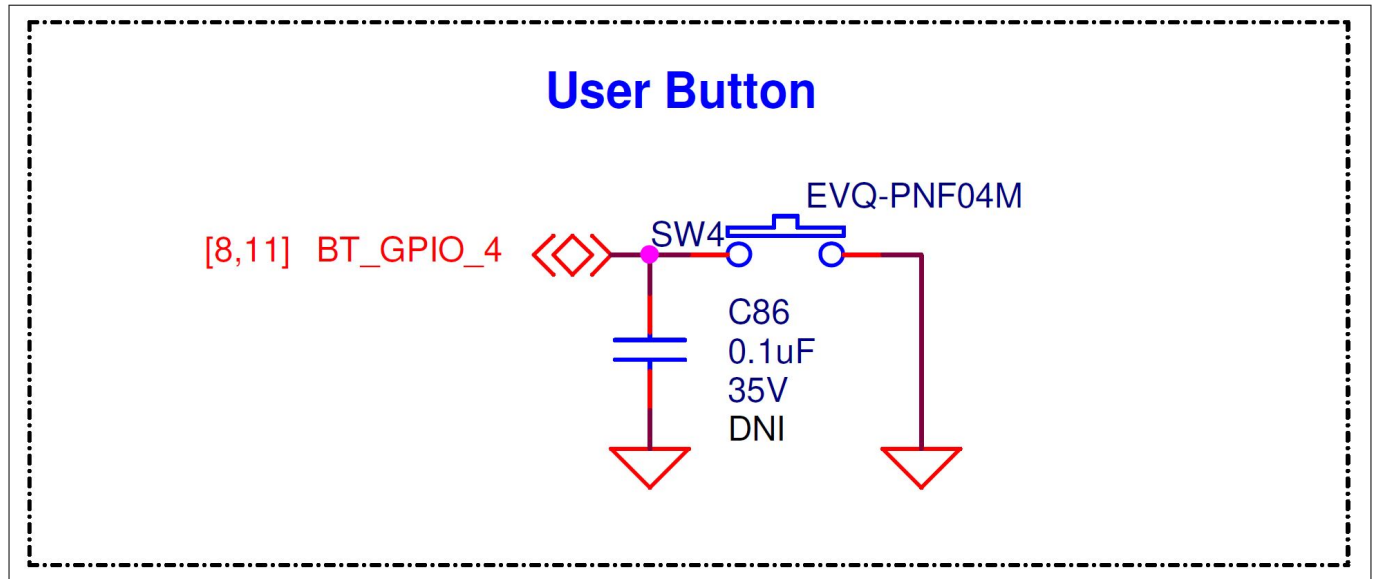 User Button
EVQ-PNF04M
SW4
[8,11] BT_GPIO_4
C86
0.1uF
35V
DNI